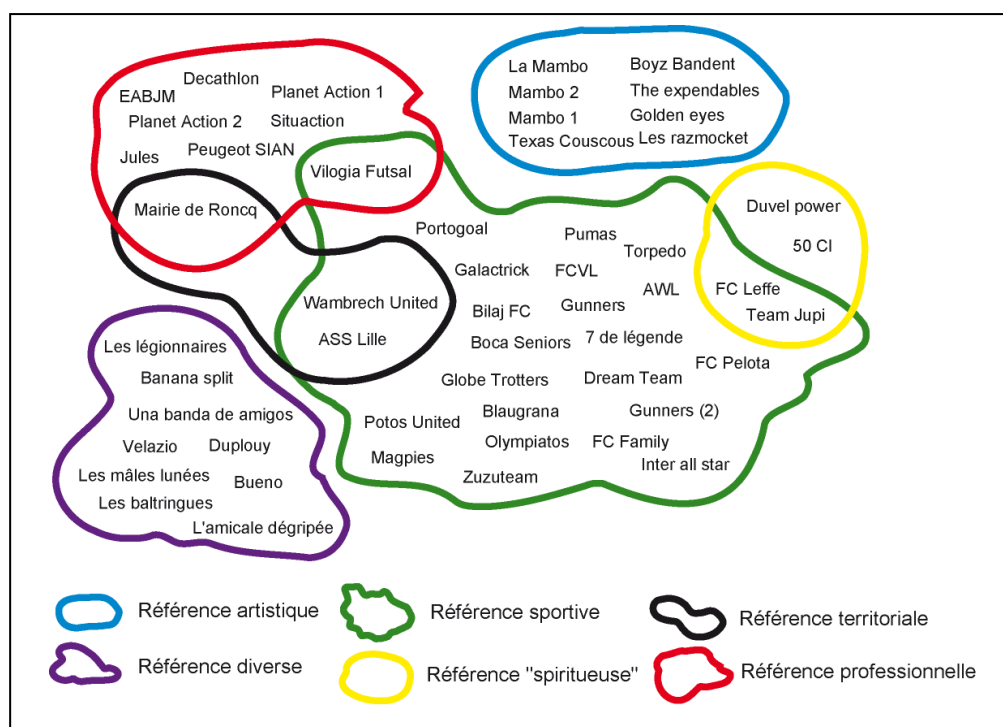 Decathlon
EABJM
Planet Action 1
Planet Action 2
Situaction
Jules
Peugeot SIAN
Vilogia Futsal
Mairie de Roncq
La Mambo
Boyz Bandent
Mambo 2
The expendables
Mambo 1
Golden eyes
Texas Couscous
Les razmocket
Duvel power
50 Cl
FC Leffe
Team Jupi
Portogoal
Pumas
Torpedo
Galactrick
FCVL
AWL
Wambrech United
Bilaj FC
Gunners
ASS Lille
Boca Seniors
7 de légende
FC Pelota
Globe Trotters
Dream Team
Potos United
Blaugrana
Gunners (2)
Magpies
Olympiatos
FC Family
Zuzuteam
Inter all star
Les légionnaires
Banana split
Una banda de amigos
Velazio
Duplouy
Les mâles lunées
Bueno
Les baltringues
L'amicale dégripée
Référence artistique
Référence sportive
Référence territoriale
Référence diverse
Référence "spiritueuse"
Référence professionnelle